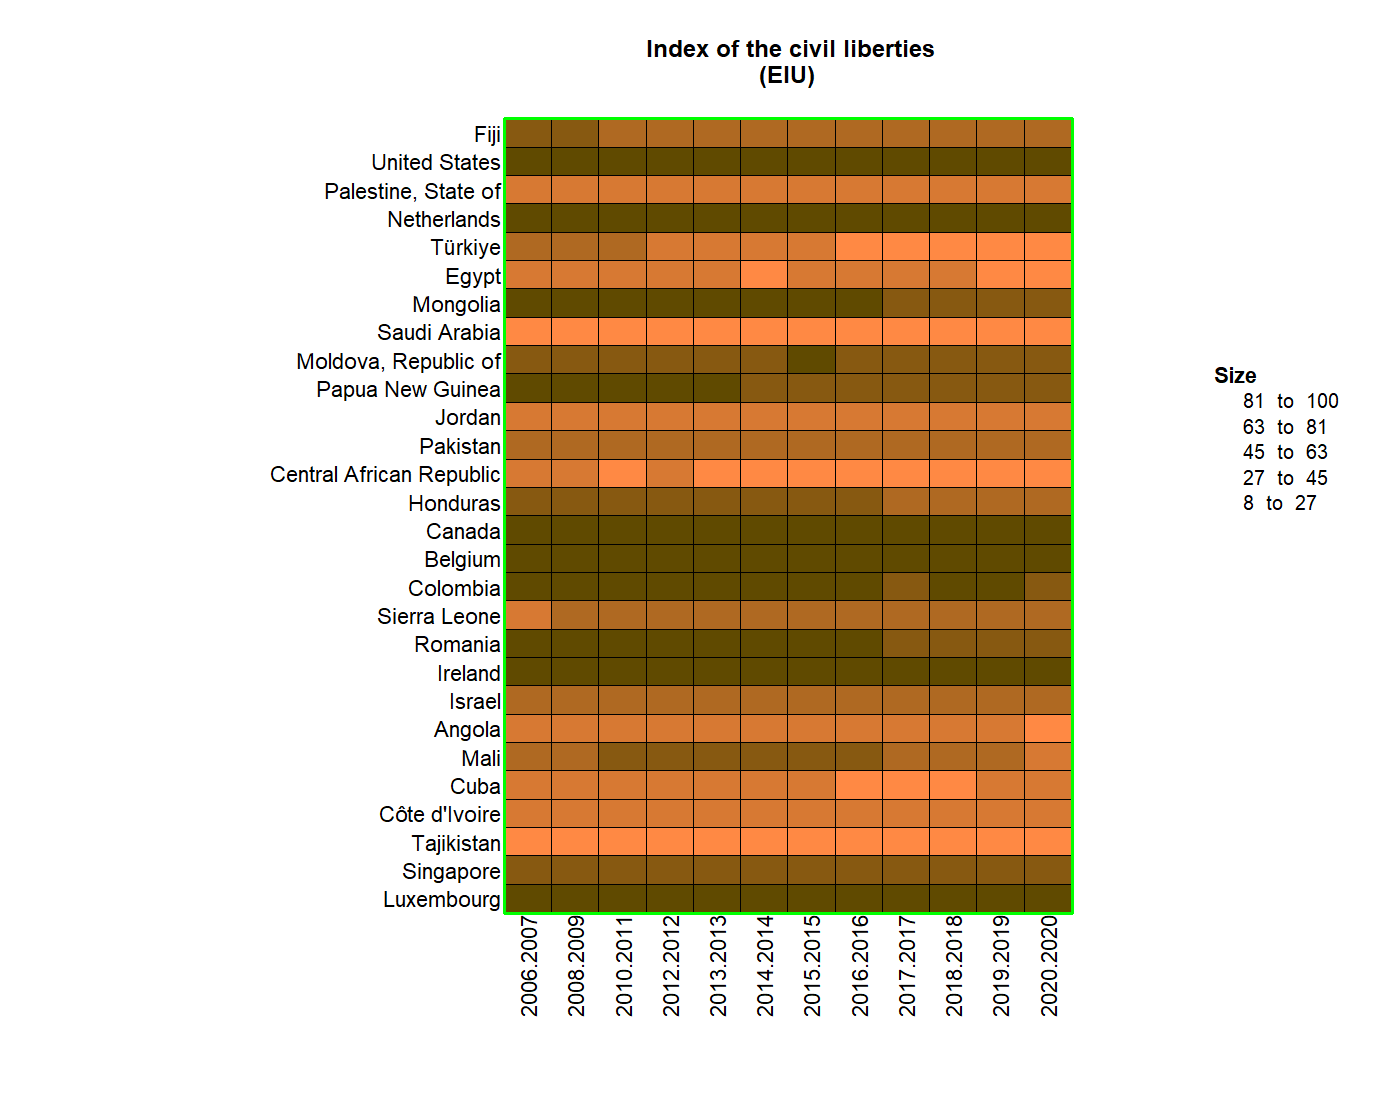 Index of the civil liberties
(EIU)
Fiji
United States
Palestine, State of
Netherlands
Türkiye
Egypt
Mongolia
Saudi Arabia
Moldova, Republic of
Papua New Guinea
Jordan
Pakistan
Central African Republic
Honduras
Canada
Belgium
Colombia
Sierra Leone
Romania
Ireland
Israel
Angola
Mali
Cuba
Côte d'Ivoire
Tajikistan
Singapore
Luxembourg
2006.2007
2008.2009
2010.2011
2012.2012
2013.2013
2014.2014
2015.2015
2016.2016
2017.2017
2018.2018
2019.2019
2020.2020
Size
81 to 100
63 to 81
45 to 63
27 to 45
8 to 27